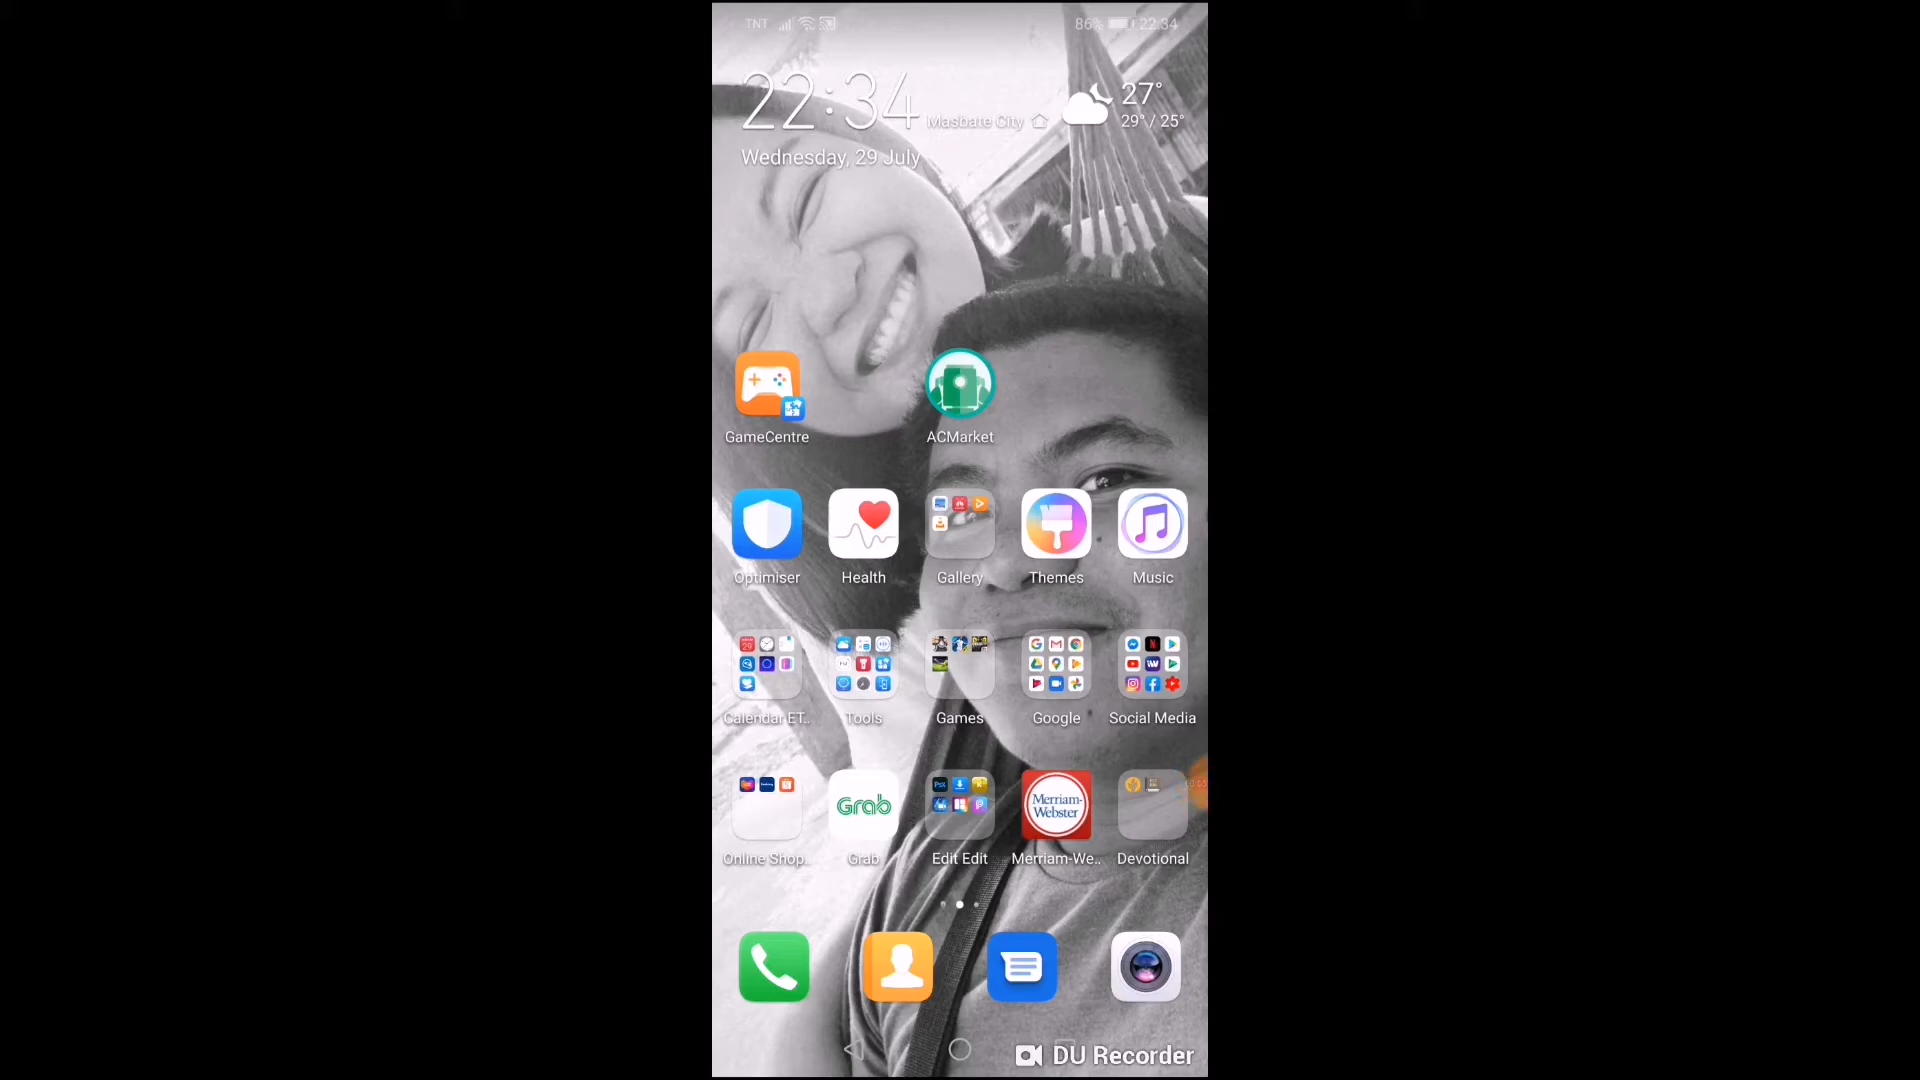 TNT
86% 22:34
22:34
Masbate City
27°
29° / 25°
Wednesday, 29 July
GameCentre
ACMarket
Optimiser
Health
Gallery
Themes
Music
29
Calendar ET..
Tools
Games
Google
Social Media
Grab
Merriam-
Webster
Online Shop..
Grab
Edit Edit
Merriam-We..
Devotional
DU Recorder